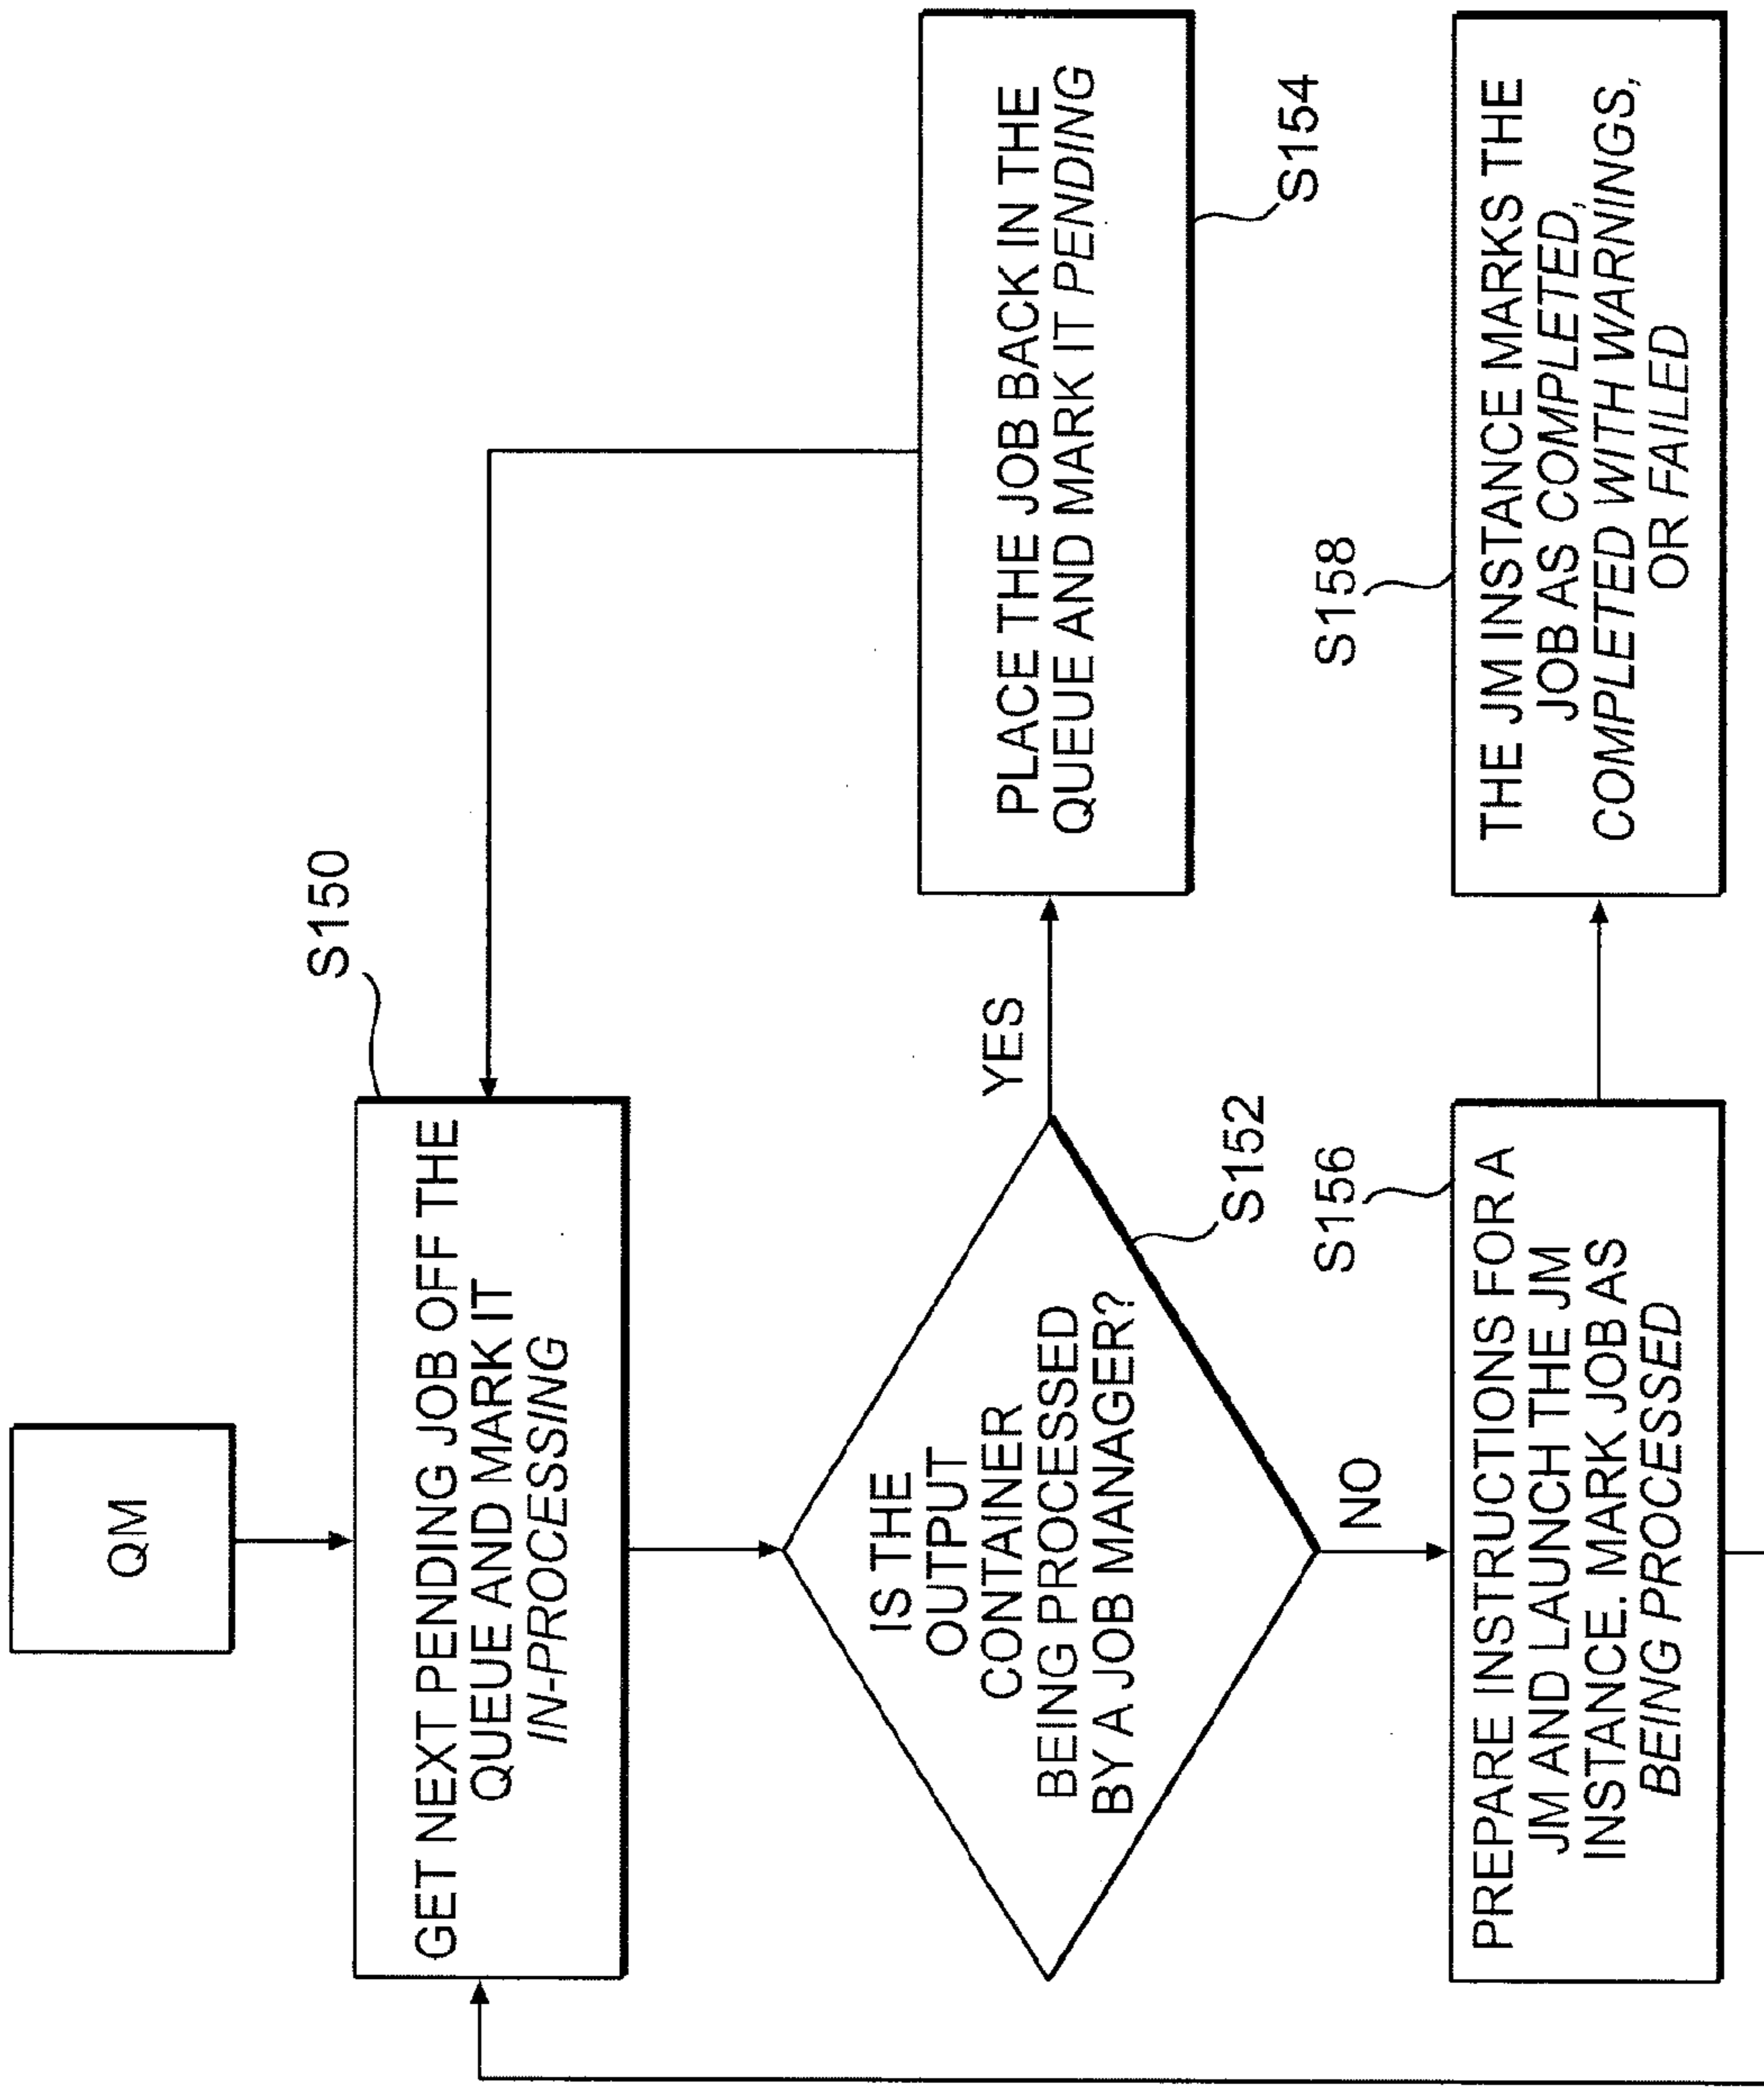 QM
S150
GET NEXT PENDING JOB OFF THE
QUEUE AND MARK IT
IN-PROCESSING
IS THE
OUTPUT
CONTAINER
BEING PROCESSED
BY A JOB MANAGER?
YES
S152
PLACE THE JOB BACK IN THE
QUEUE AND MARK IT PENDING
S154
NO
S156
PREPARE INSTRUCTIONS FOR A
JM AND LAUNCH THE JM
INSTANCE. MARK JOB AS
BEING PROCESSED
S158
THE JM INSTANCE MARKS THE
JOB AS COMPLETED,
COMPLETED WITH WARNINGS,
OR FAILED